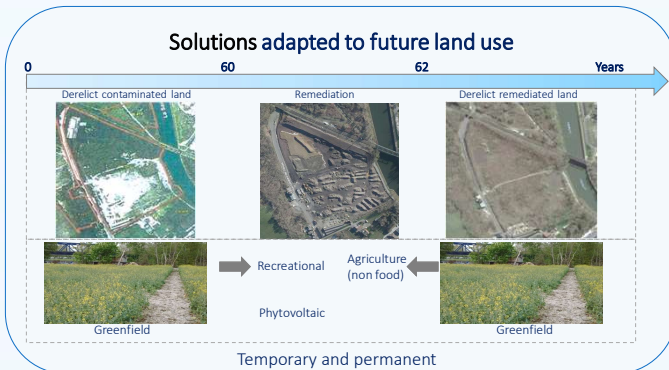 Solutions adapted to future land use
0 60 62 Years
Derelict contaminated land
Remediation
Derelict remediated land
Recreational
Agriculture
(non food)
Phytovoltaic
Greenfield
Greenfield
Temporary and permanent